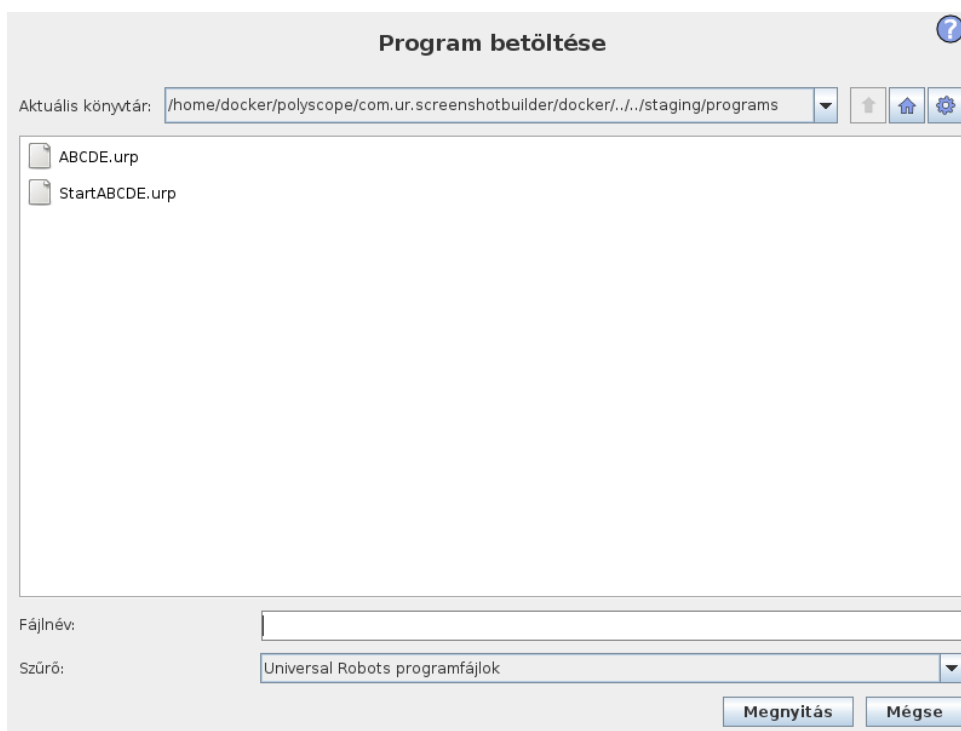 Program betöltése
?
Aktuális könyvtár: /home/docker/polyscope/com.ur.screenshotbuilder/docker/../../staging/programs
ABCDE.urp
StartABCDE.urp
Fájlnév:
Szűrő: Universal Robots programfájlok
Megnyitás Mégse